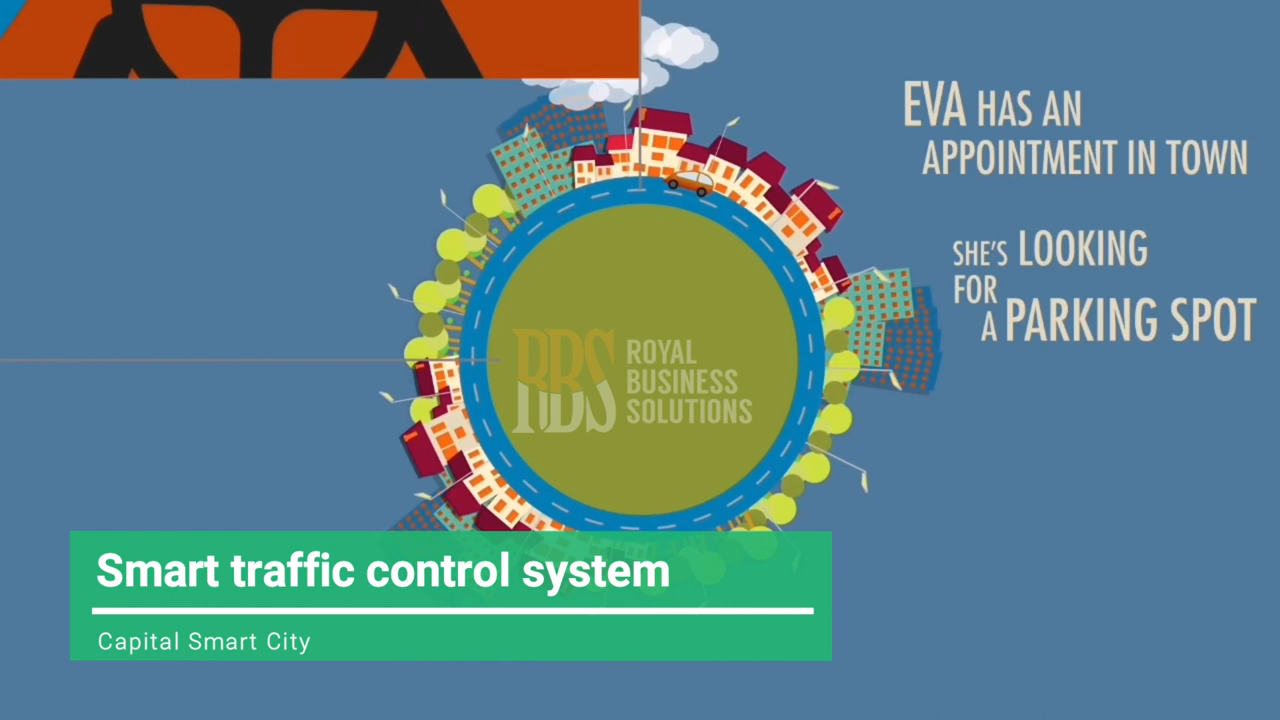 EVA HAS AN
APPOINTMENT IN TOWN
SHE'S LOOKING
FOR
A PARKING SPOT
RBS
ROYAL
BUSINESS
SOLUTIONS
Smart traffic control system
Capital Smart City